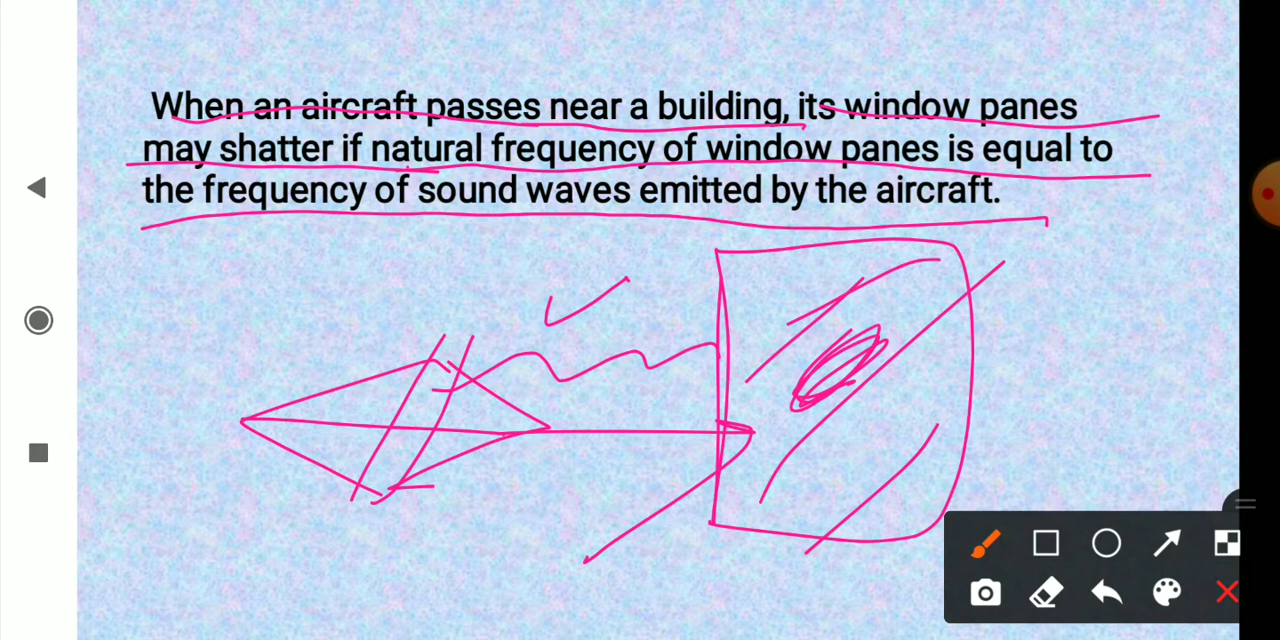 When an aircraft passes near a building, its window panes
may shatter if natural frequency of window panes is equal to
the frequency of sound waves emitted by the aircraft.